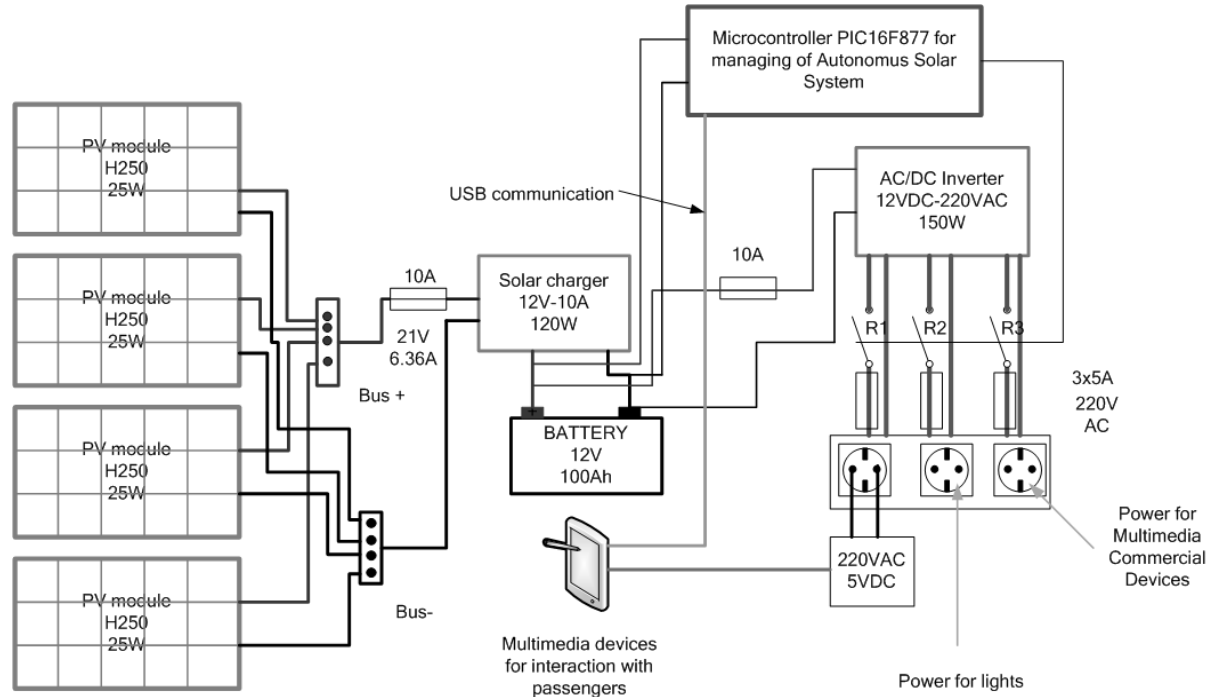 Microcontroller PIC16F877 for
managing of Autonomus Solar
System
PV module
H250
25W
USB communication
AC/DC Inverter
12VDC-220VAC
150W
PV module
H250
25W
10A
21V
6.36A
Solar charger
12V-10A
120W
10A
R1
R2
R3
Bus +
3x5A
220V
AC
PV module
H250
25W
+
BATTERY
12V
100Ah
Power for
Multimedia
Commercial
Devices
220VAC
5VDC
PV module
H250
25W
Bus-
Multimedia devices
for interaction with
passengers
Power for lights